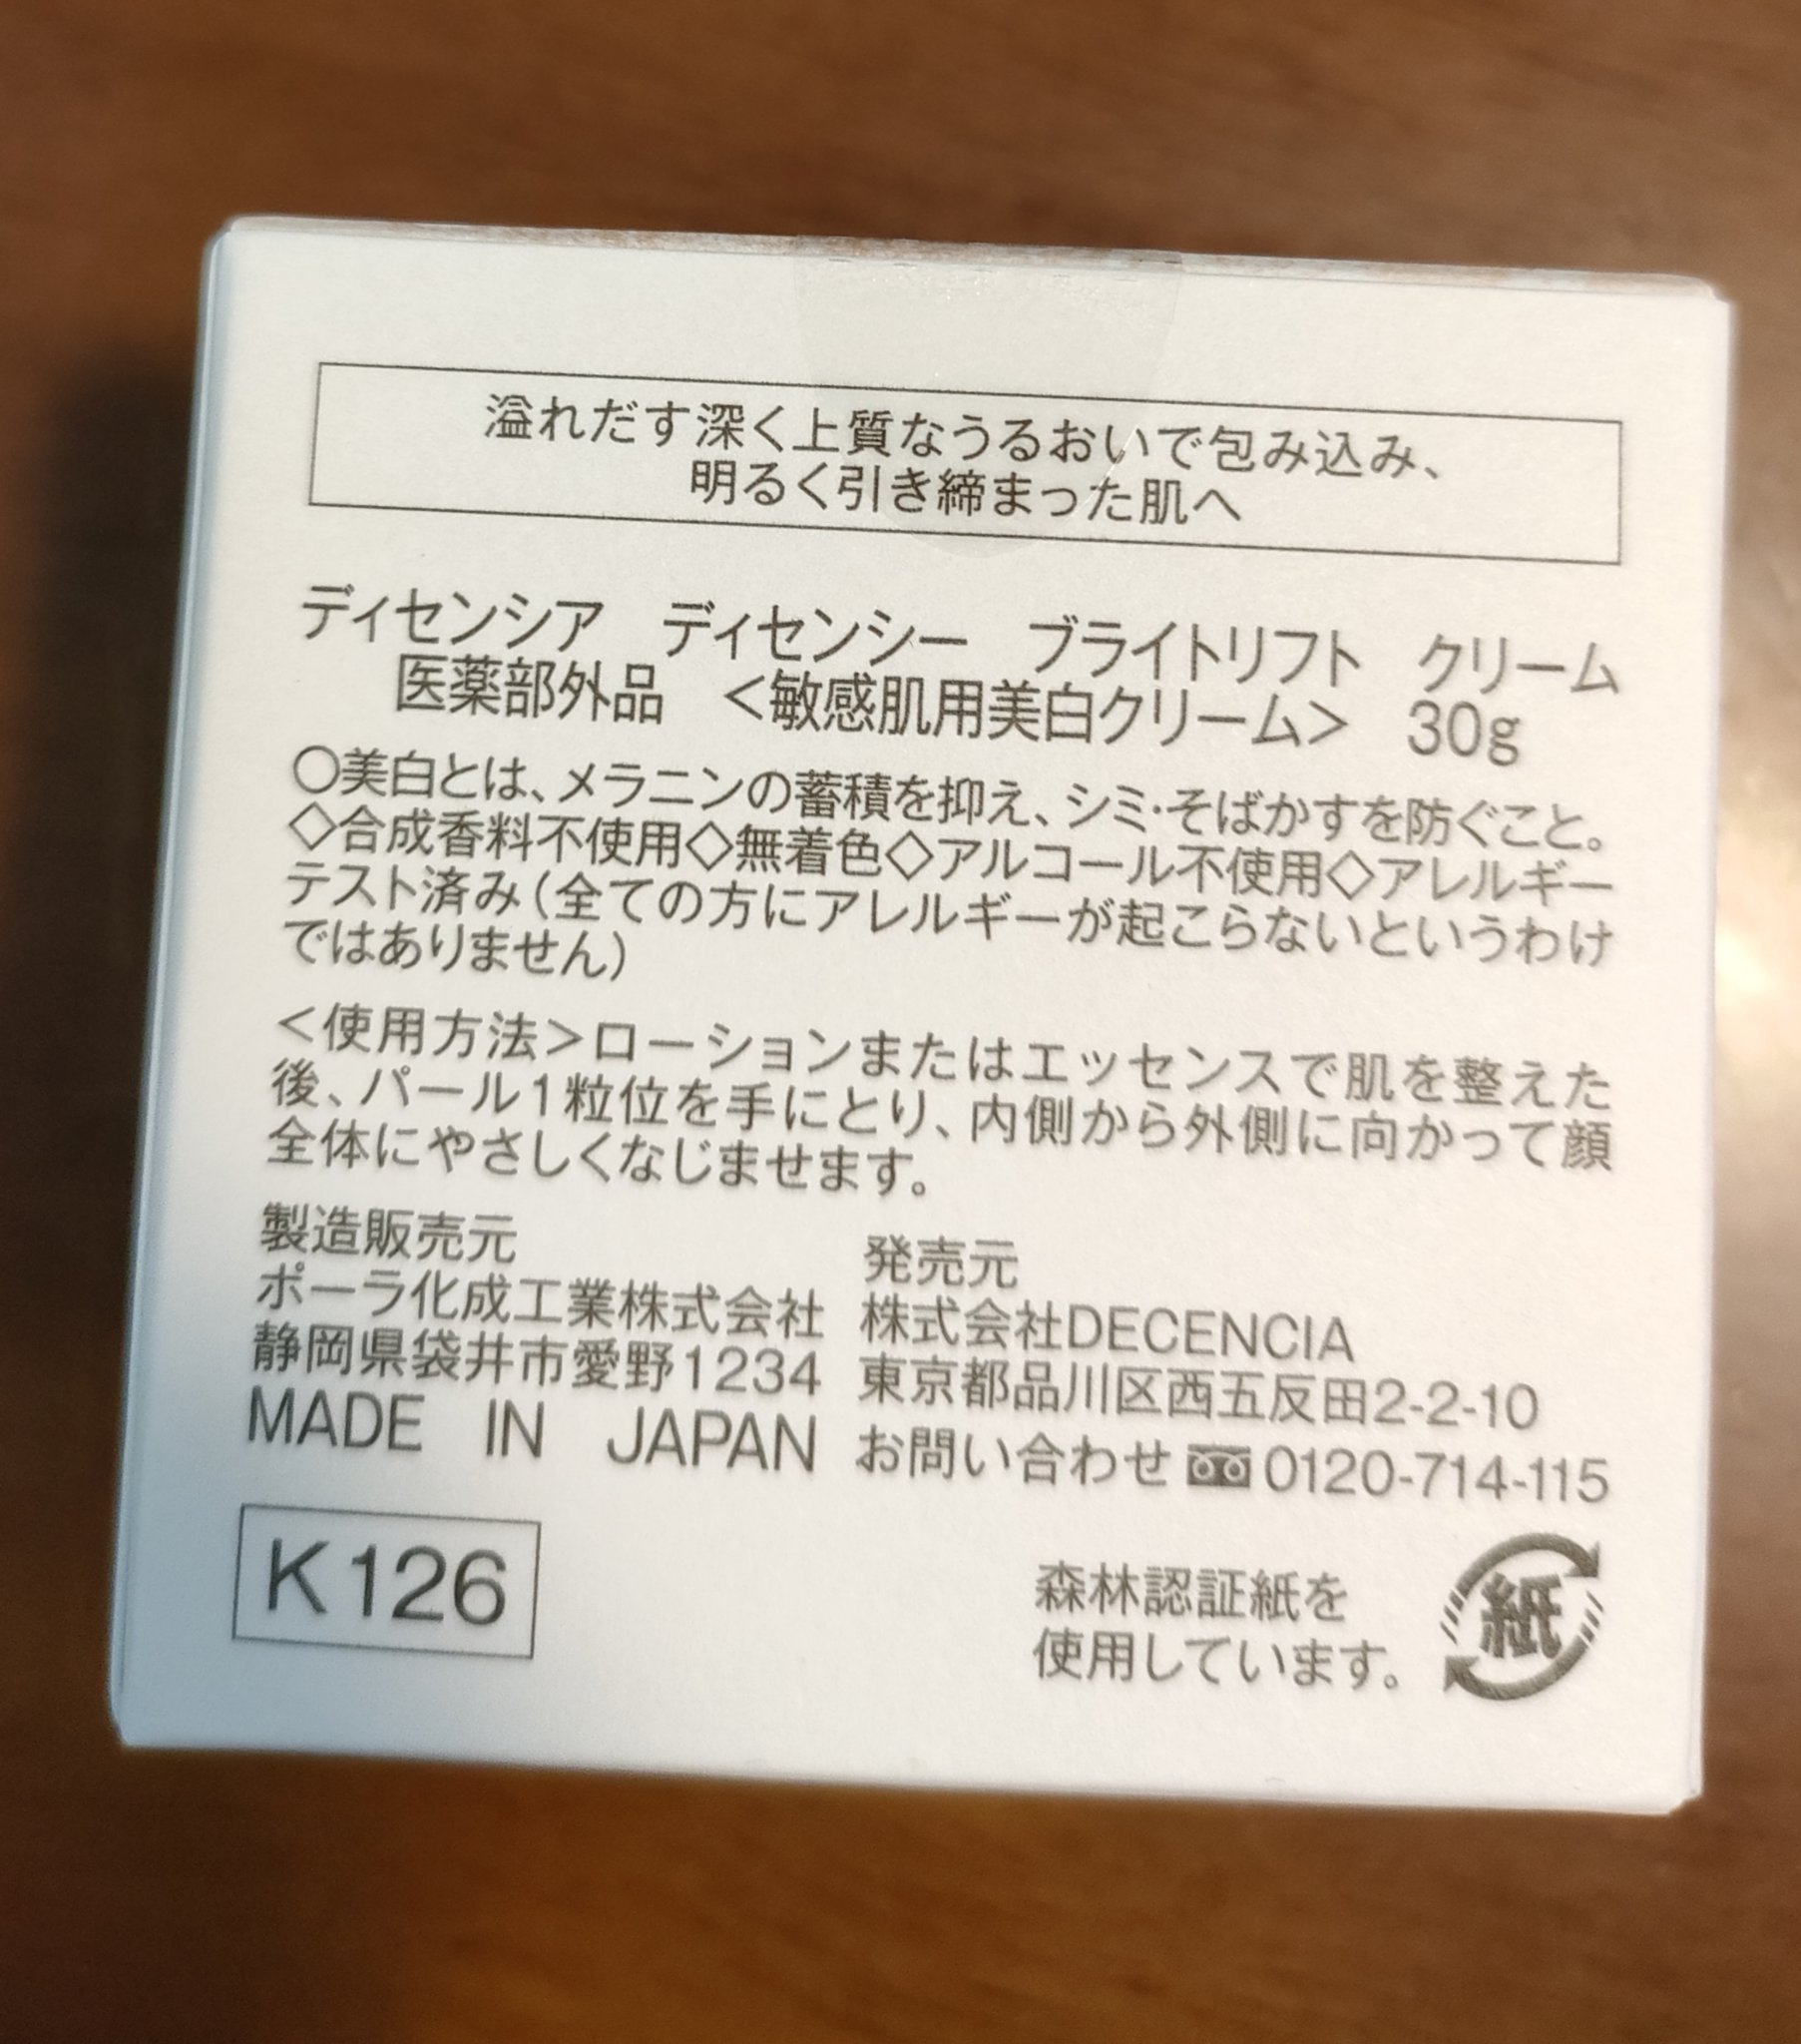 溢れだす深く上質なうるおいで包み込み、
明るく引き締まった肌へ
ディセンシア　ディセンシー　ブライトリフト　クリーム
医薬部外品　＜敏感肌用美白クリーム＞　30g
○美白とは、メラニンの蓄積を抑え、シミ･そばかすを防ぐこと。
◇合成香料不使用◇無着色◇アルコール不使用◇アレルギー
テスト済み（全ての方にアレルギーが起こらないというわけ
ではありません）
＜使用方法＞ローションまたはエッセンスで肌を整えた
後、パール1粒位を手にとり、内側から外側に向かって顔
全体にやさしくなじませます。
製造販売元
ポーラ化成工業株式会社
静岡県袋井市愛野1234
MADE IN JAPAN
発売元
株式会社DECENCIA
東京都品川区西五反田2-2-10
お問い合わせ 0120-714-115
K126
森林認証紙を
使用しています。
紙